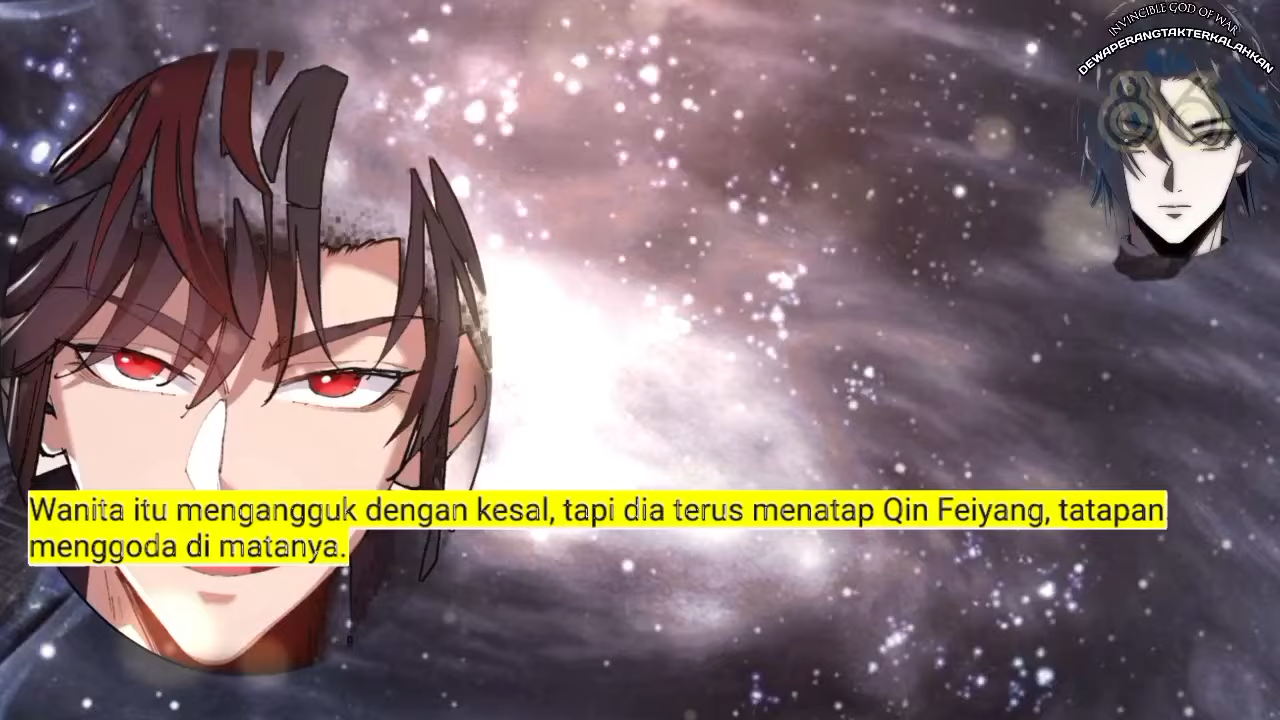 INVINCIBLE GOD OF WAR
DEWAPERANGTAKTERKALAHKAN
Wanita itu mengangguk dengan kesal, tapi dia terus menatap Qin Feiyang, tatapan
menggoda di matanya.